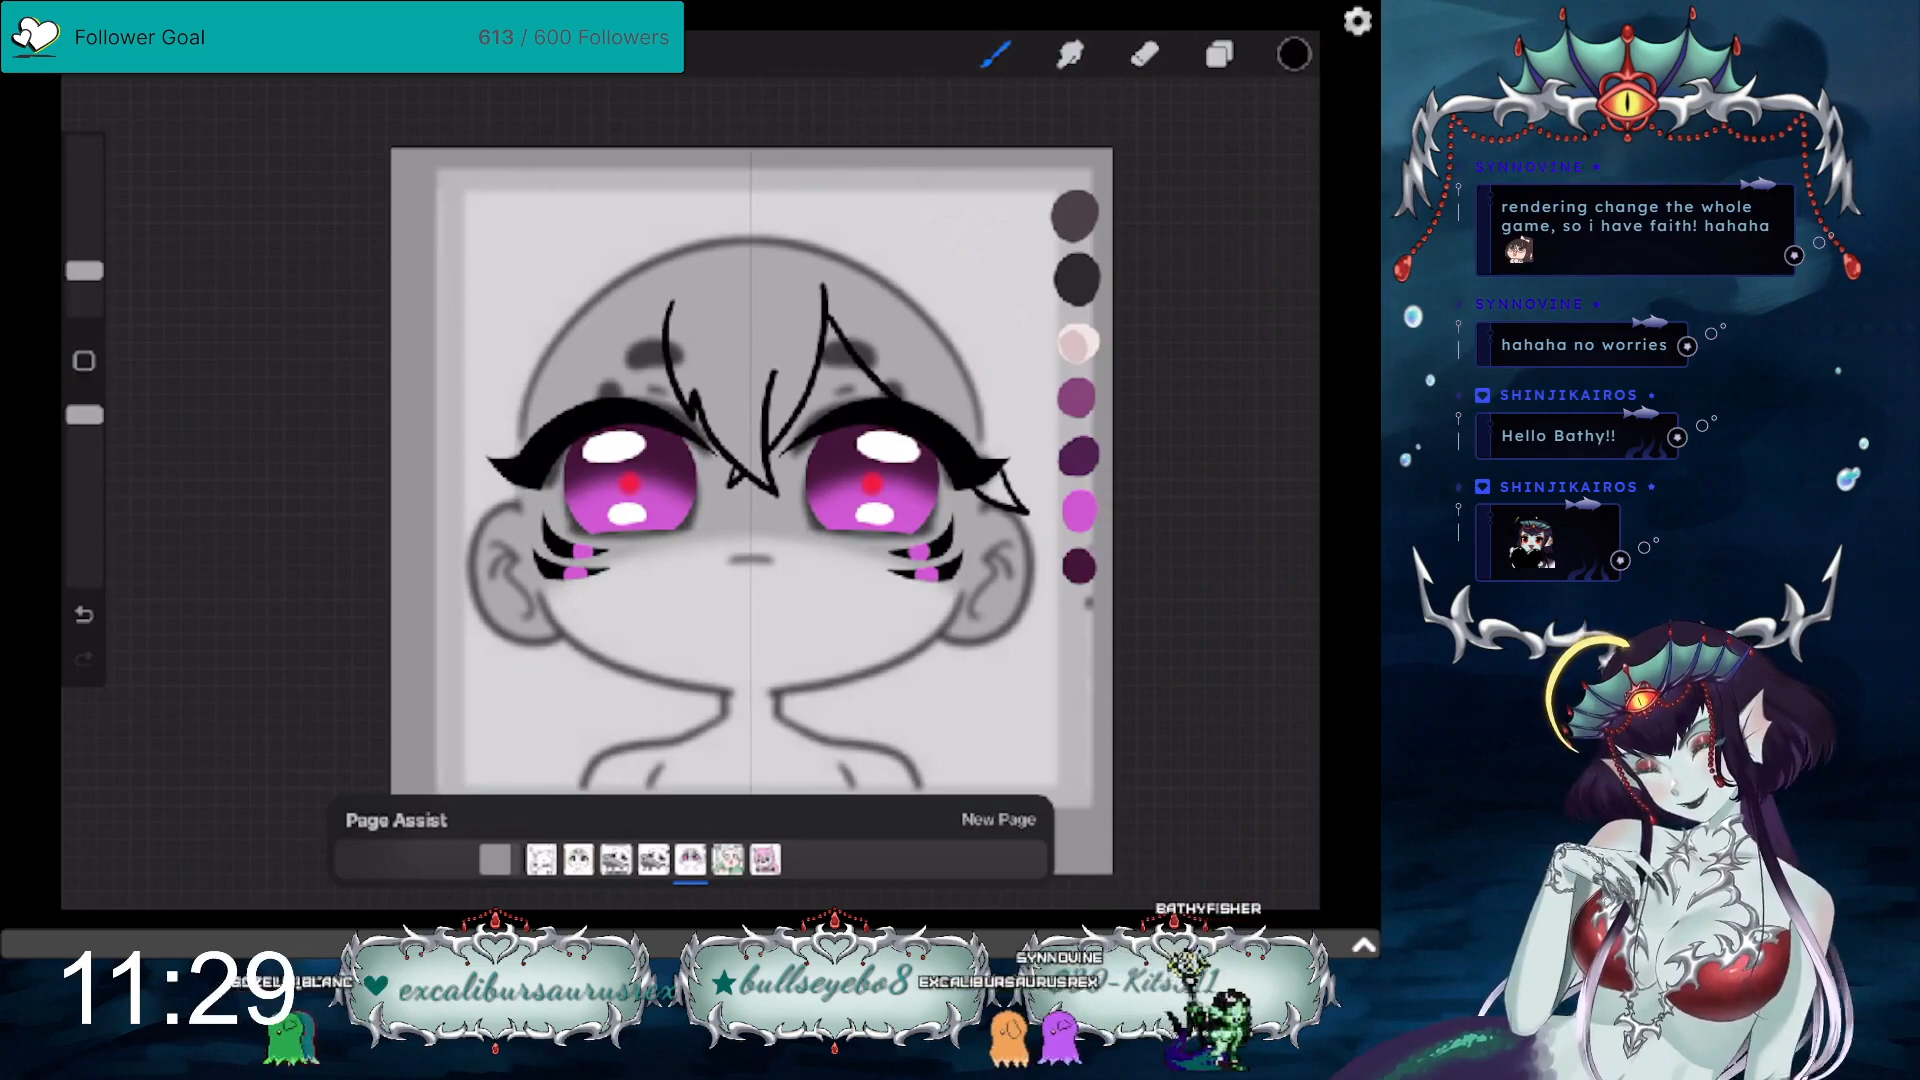 Follower Goal
613 / 600 Followers
SYNNOVINE
rendering change the whole
game, so i have faith! hahaha
SYNNOVINE
hahaha no worries
SHINJIKAIROS
Hello Bathy!!
SHINJIKAIROS
Page Assist
New Page
BATHYFISHER
11:29
excalibursaurusrex
bullseyebo8
SYNNOVINE
EXCALIBURSAURUSREX